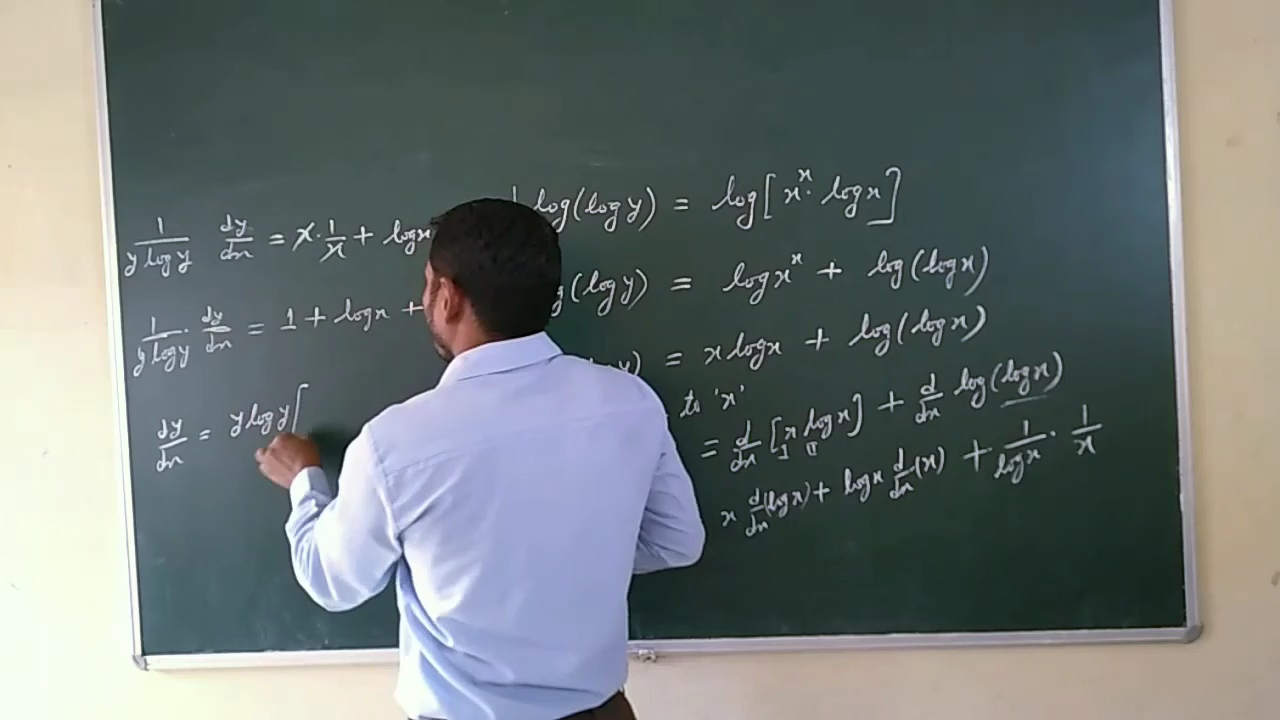 1/(y log y) dy/dx = x · 1/x + log x
1/(y log y) · dy/dx = 1 + log x +
dy/dx = y log y [
log(log y) = log[x^x · log x]
(log y) = log x^x + log(log x)
= x log x + log(log x)
to 'x'
= d/dx [x log x] + d/dx log(log x)
I II
x d/dx (log x) + log x d/dx (x) + 1/(log x) · 1/x